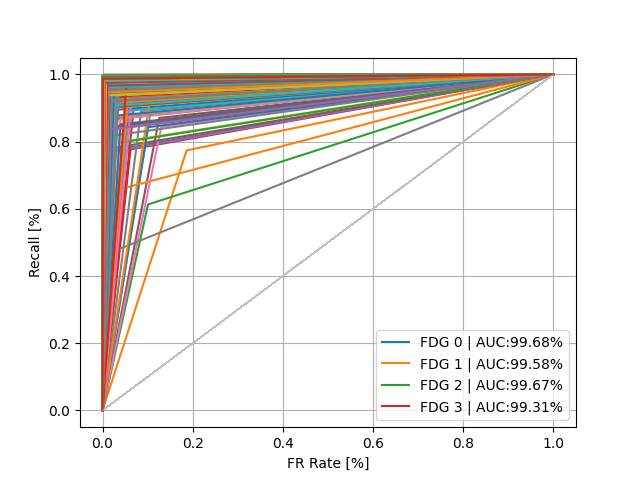 1.0
0.8
0.6
0.4
0.2
0.0
Recall [%]
0.0 0.2 0.4 0.6 0.8 1.0
FR Rate [%]
FDG 0 | AUC:99.68%
FDG 1 | AUC:99.58%
FDG 2 | AUC:99.67%
FDG 3 | AUC:99.31%